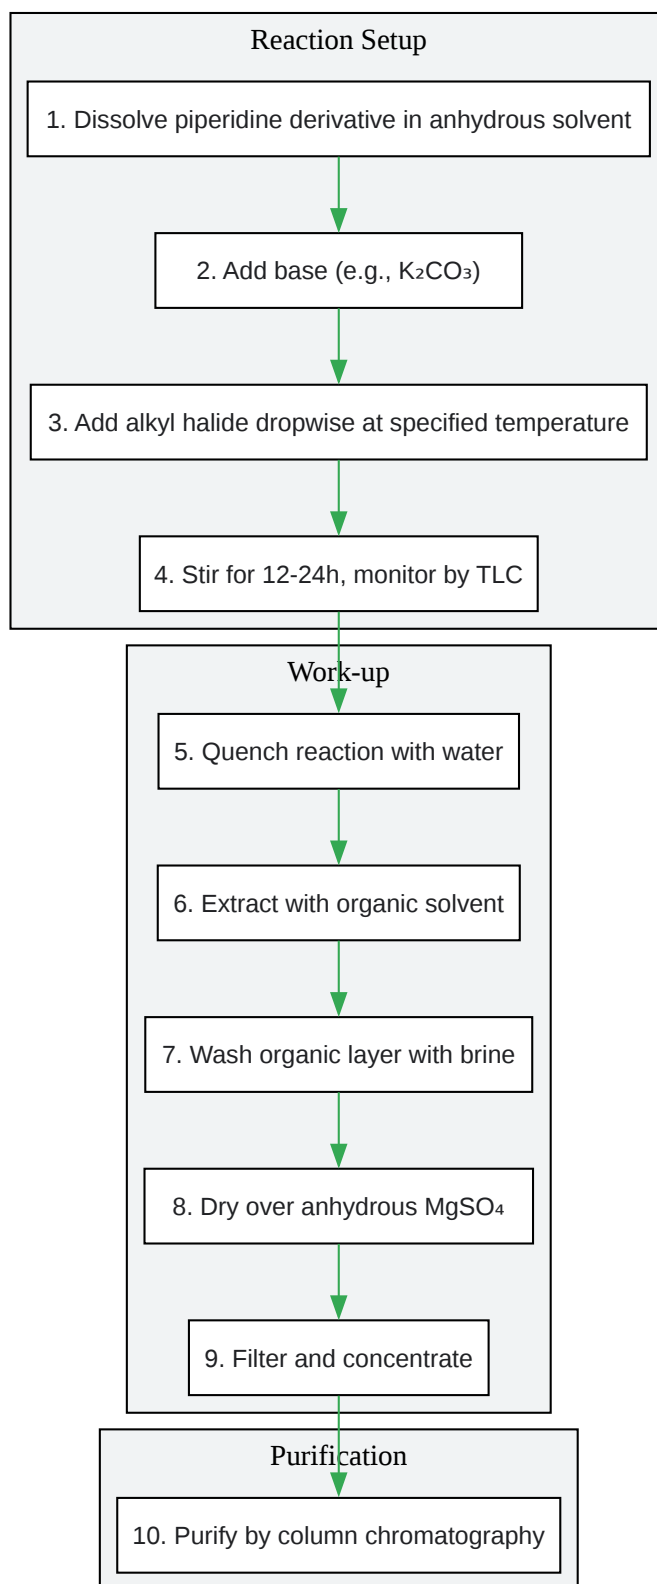 Reaction Setup
1. Dissolve piperidine derivative in anhydrous solvent
2. Add base (e.g., K₂CO₃)
3. Add alkyl halide dropwise at specified temperature
4. Stir for 12-24h, monitor by TLC
Work-up
5. Quench reaction with water
6. Extract with organic solvent
7. Wash organic layer with brine
8. Dry over anhydrous MgSO₄
9. Filter and concentrate
Purification
10. Purify by column chromatography